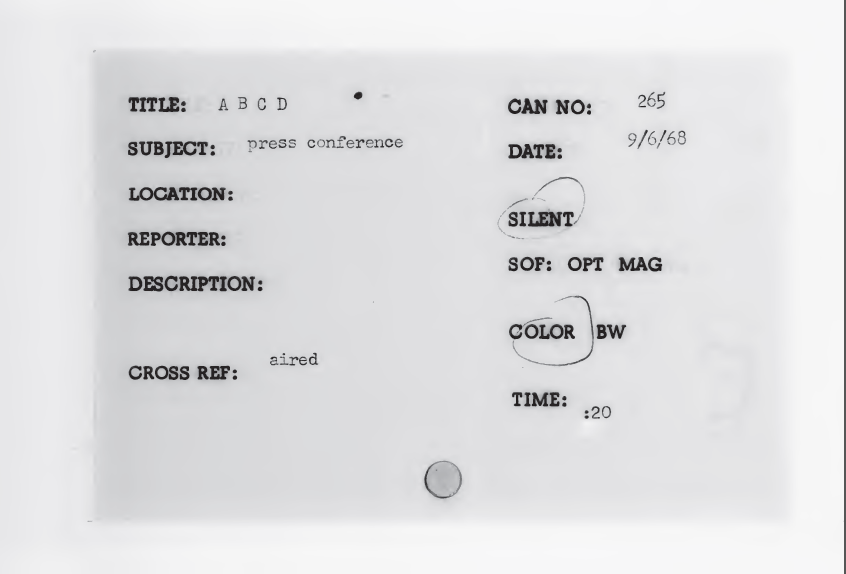 TITLE: A B C D
SUBJECT: press conference
LOCATION:
REPORTER:
DESCRIPTION:
CROSS REF: aired
CAN NO: 265
DATE: 9/6/68
SILENT
SOF: OPT MAG
COLOR BW
TIME: :20